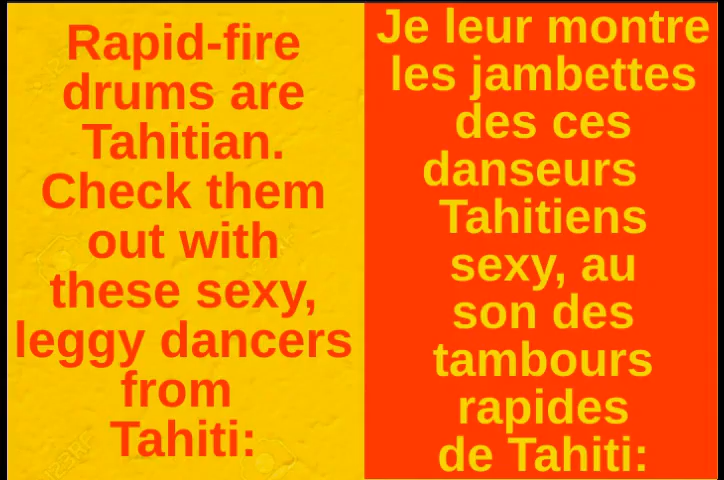 Rapid-fire
drums are
Tahitian.
Check them
out with
these sexy,
leggy dancers
from
Tahiti:
Je leur montre
les jambettes
des ces
danseurs
Tahitiens
sexy, au
son des
tambours
rapides
de Tahiti: